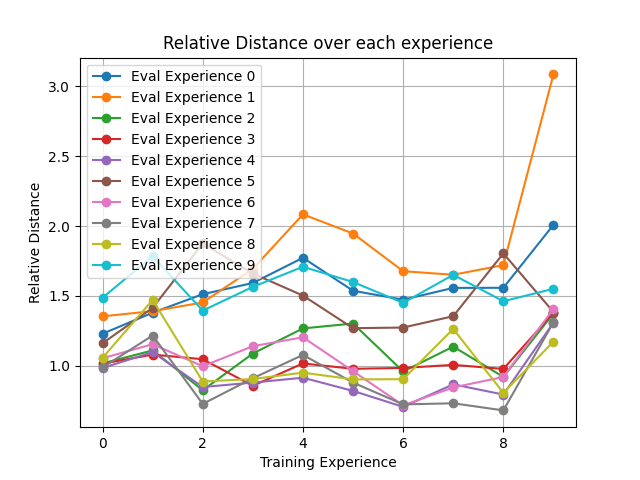 Relative Distance over each experience
Eval Experience 0
Eval Experience 1
Eval Experience 2
Eval Experience 3
Eval Experience 4
Eval Experience 5
Eval Experience 6
Eval Experience 7
Eval Experience 8
Eval Experience 9
3.0
2.5
2.0
1.5
1.0
Relative Distance
0 2 4 6 8
Training Experience